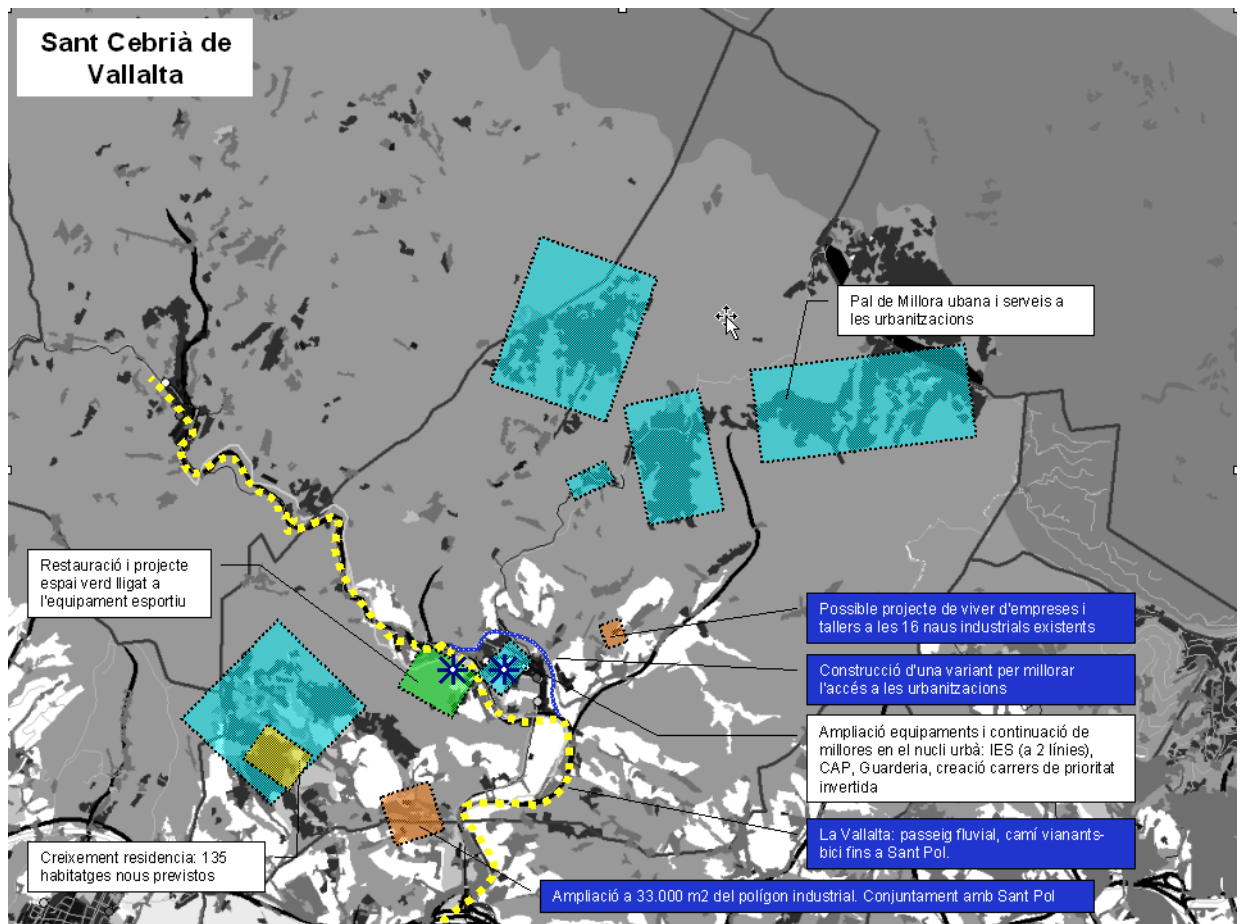 Sant Cebrià de
Vallalta
Pal de Millora ubana i serveis a
les urbanitzacions
Restauració i projecte
espai verd lligat a
l'equipament esportiu
Possible projecte de viver d'empreses i
tallers a les 16 naus industrials existents
Construcció d'una variant per millorar
l'accés a les urbanitzacions
Ampliació equipaments i continuació de
millores en el nucli urbà: IES (a 2 línies),
CAP, Guarderia, creació carrers de prioritat
invertida
La Vallalta: passeig fluvial, camí vianants-
bici fins a Sant Pol.
Creixement residencia: 135
habitatges nous previstos
Ampliació a 33.000 m2 del polígon industrial. Conjuntament amb Sant Pol